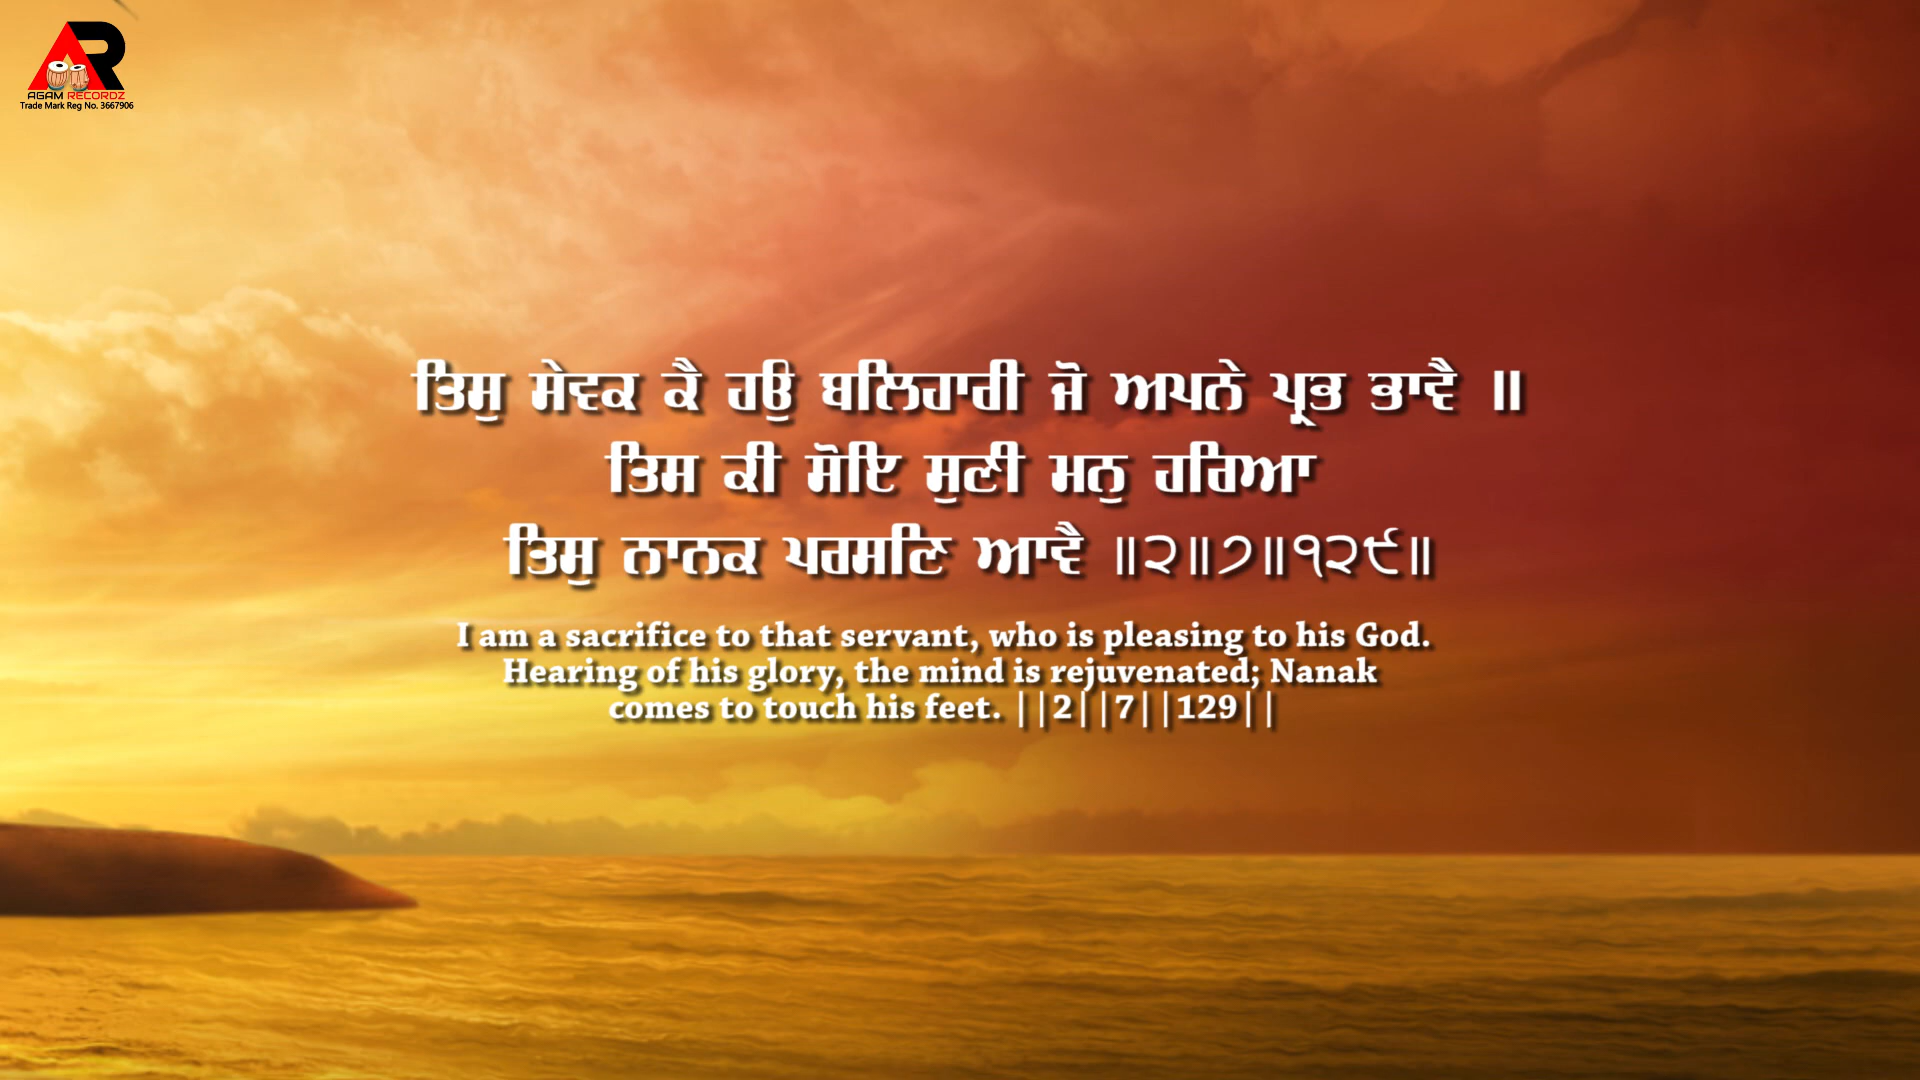 AGAM RECORDZ
Trade Mark Reg No. 3667906
ਤਿਸੁ ਸੇਵਕ ਕੈ ਹਉ ਬਲਿਹਾਰੀ ਜੋ ਅਪਨੇ ਪ੍ਰਭ ਭਾਵੈ ॥
ਤਿਸ ਕੀ ਸੋਇ ਸੁਣੀ ਮਨੁ ਹਰਿਆ
ਤਿਸੁ ਨਾਨਕ ਪਰਸਣਿ ਆਵੈ ॥੨॥੭॥੧੨੯॥
I am a sacrifice to that servant, who is pleasing to his God.
Hearing of his glory, the mind is rejuvenated; Nanak
comes to touch his feet. ||2||7||129||